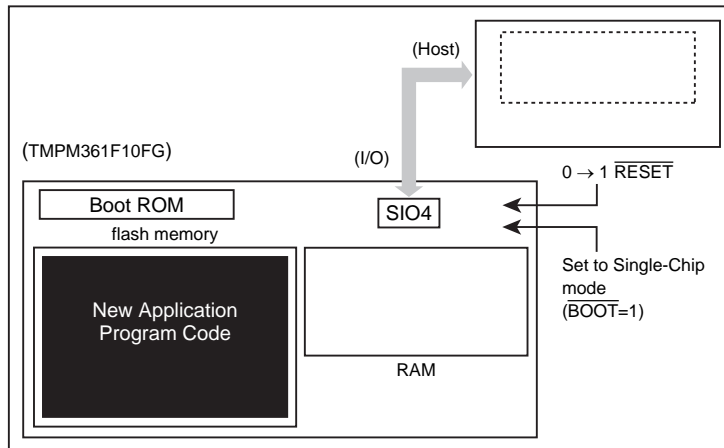 (Host)
(TMPM361F10FG)
(I/O)
0 → 1 RESET
Boot ROM
SIO4
flash memory
Set to Single-Chip
mode
(BOOT=1)
New Application
Program Code
RAM